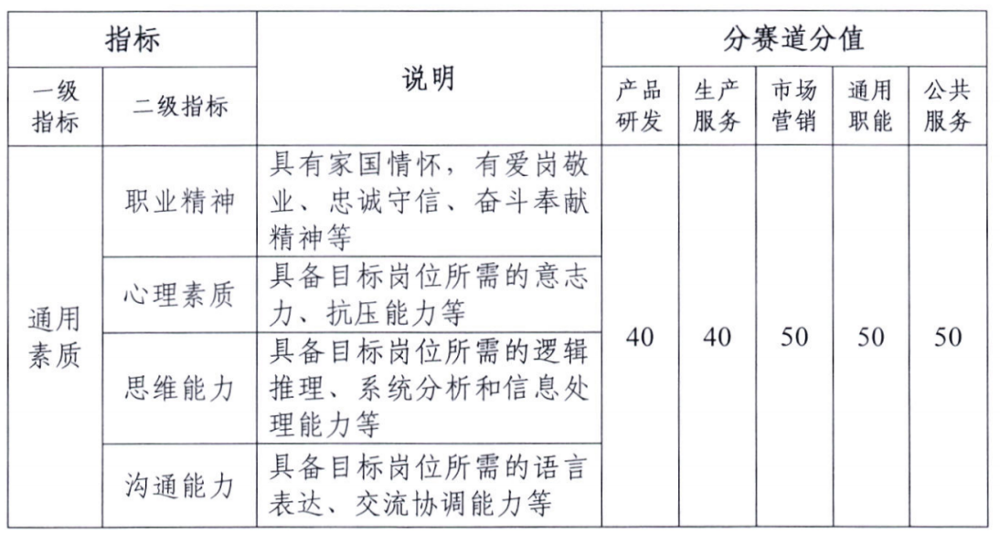 指标
说明
分赛道分值
一级
指标
二级指标
产品
研发
生产
服务
市场
营销
通用
职能
公共
服务
通用
素质
职业精神
具有家国情怀，有爱岗敬
业、忠诚守信、奋斗奉献
精神等
心理素质
具备目标岗位所需的意志
力、抗压能力等
思维能力
具备目标岗位所需的逻辑
推理、系统分析和信息处
理能力等
沟通能力
具备目标岗位所需的语言
表达、交流协调能力等
40
40
50
50
50